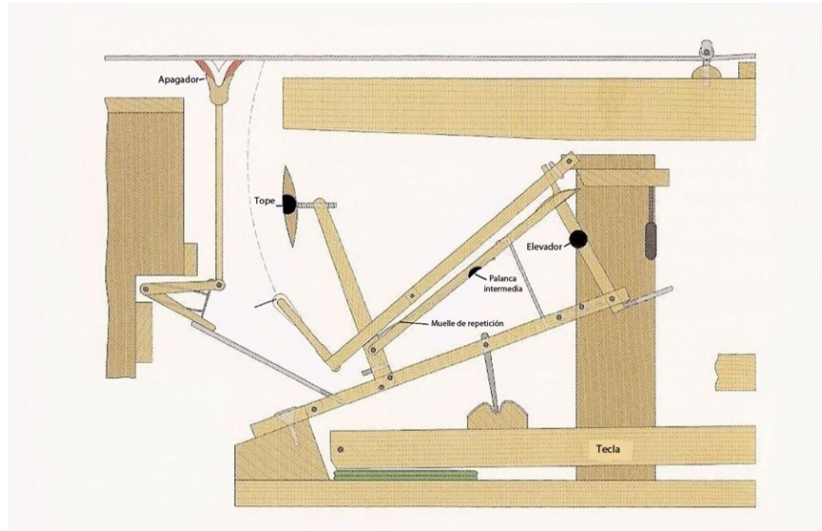 Apagador
Tope
Elevador
Palanca
intermedia
Muelle de repetición
Tecla